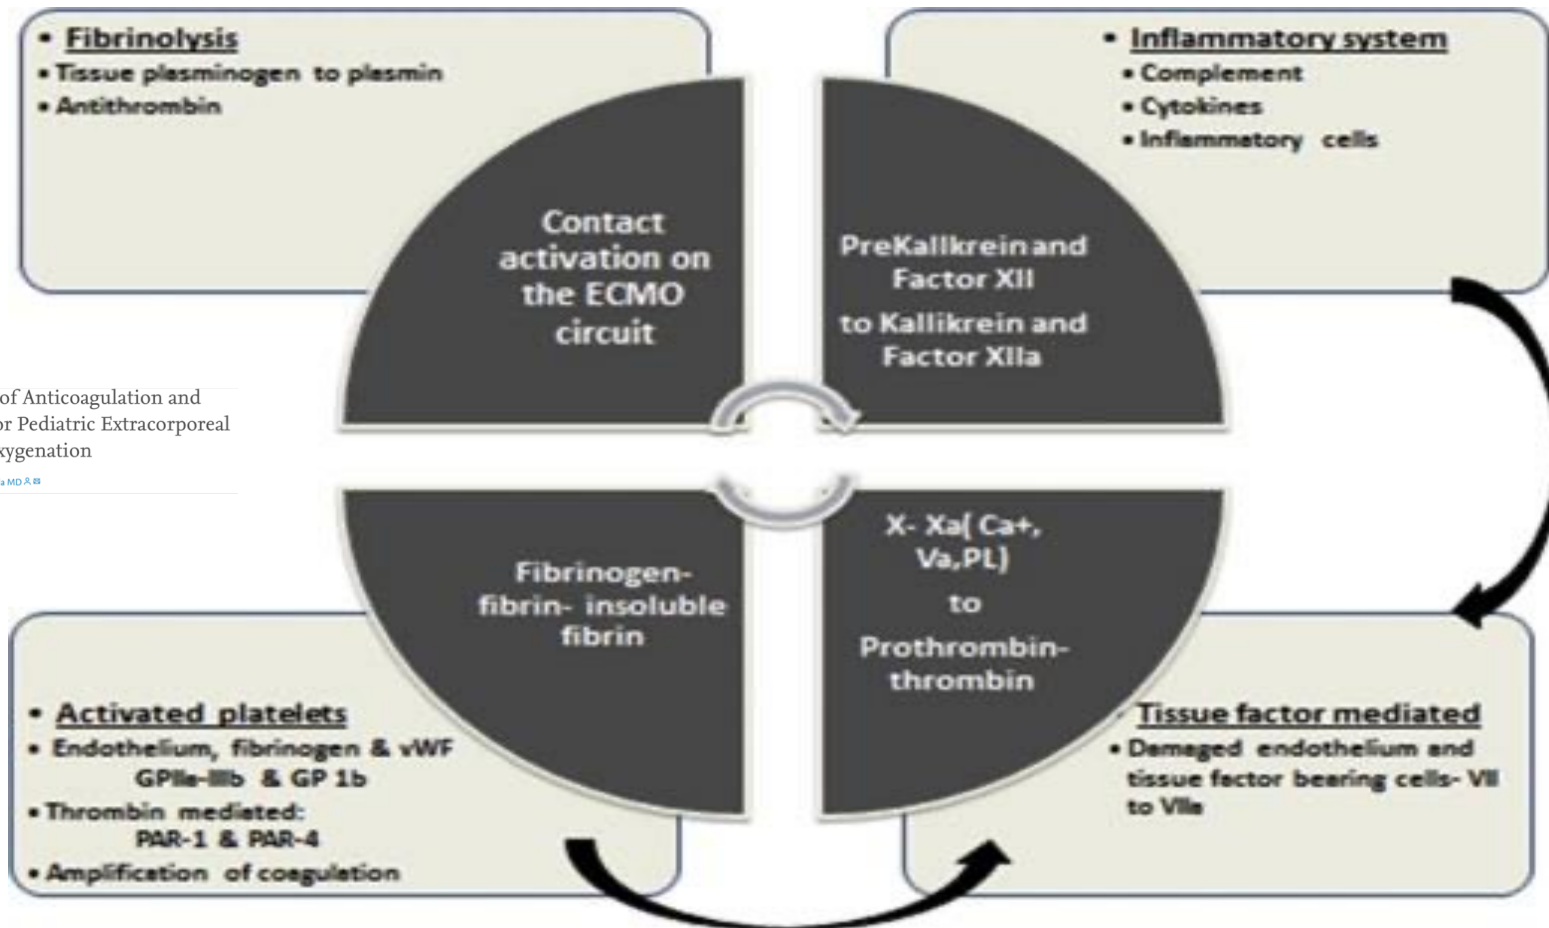 • Fibrinolysis
• Tissue plasminogen to plasmin
• Antithrombin
• Inflammatory system
• Complement
• Cytokines
• Inflammatory cells
Contact
activation on
the ECMO
circuit
PreKallkrein and
Factor XII
to Kallikrein and
Factor XIIa
of Anticoagulation and
or Pediatric Extracorporeal
xygenation
a MD
Fibrinogen-
fibrin- insoluble
fibrin
X- Xa( Ca+,
Va,PL)
to
Prothrombin-
thrombin
• Activated platelets
• Endothelium, fibrinogen & vWF
GPIIa-IIIb & GP 1b
• Thrombin mediated:
PAR-1 & PAR-4
• Amplification of coagulation
Tissue factor mediated
• Damaged endothelium and
tissue factor bearing cells- VII
to VIIa